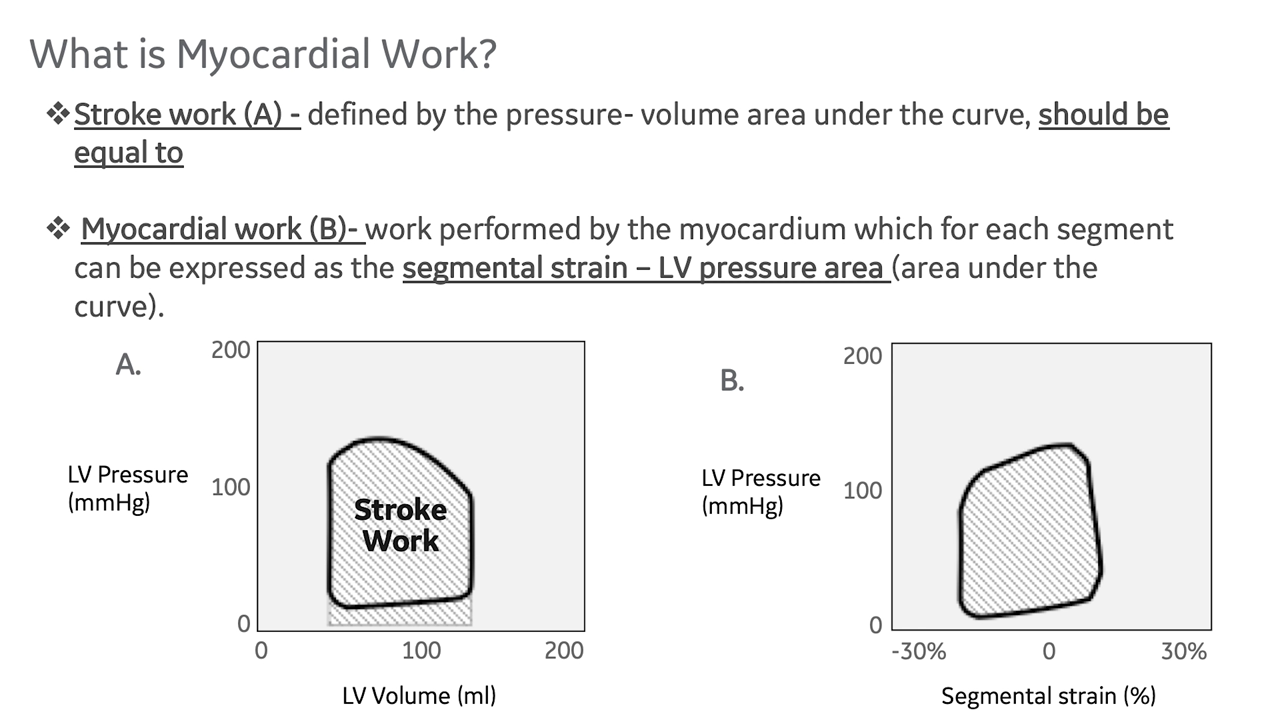 What is Myocardial Work?
❖Stroke work (A) - defined by the pressure- volume area under the curve, should be
equal to
❖ Myocardial work (B)- work performed by the myocardium which for each segment
can be expressed as the segmental strain – LV pressure area (area under the
curve).
A.
200
LV Pressure
(mmHg)
100
Stroke
Work
0
0 100 200
LV Volume (ml)
B.
200
LV Pressure
(mmHg)
100
0
-30% 0 30%
Segmental strain (%)